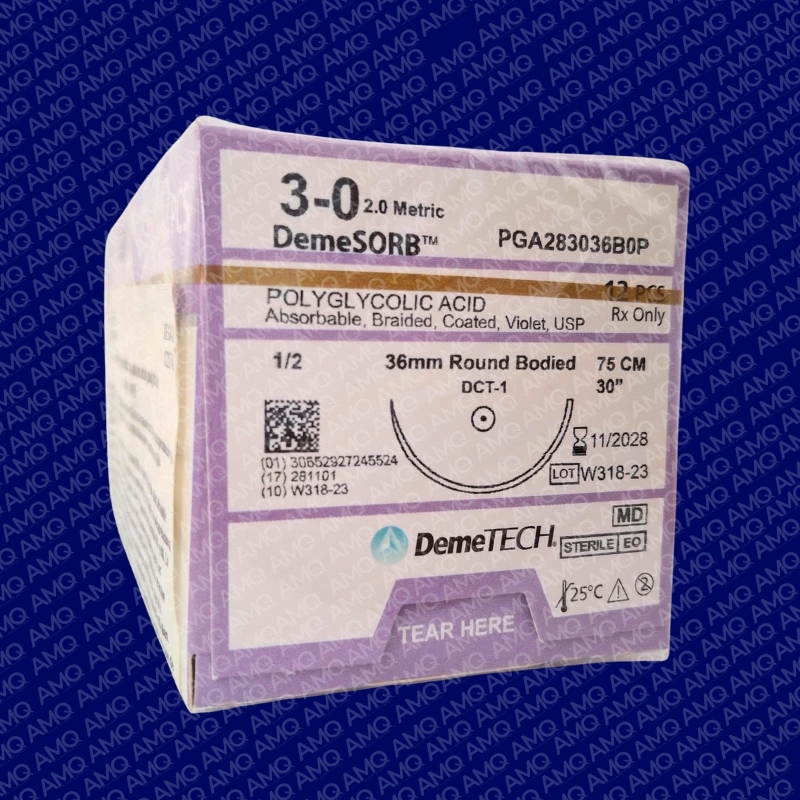 3-0 2.0 Metric
DemeSORB™ PGA283036B0P
12 PCS
POLYGLYCOLIC ACID
Absorbable, Braided, Coated, Violet, USP Rx Only
1/2 36mm Round Bodied 75 CM
DCT-1 30”
11/2028
(01) 30652927245524
(17) 281101
(10) W318-23
LOT W318-23
MD
DemeTECH®
STERILE EO
25°C
TEAR HERE
AMQ